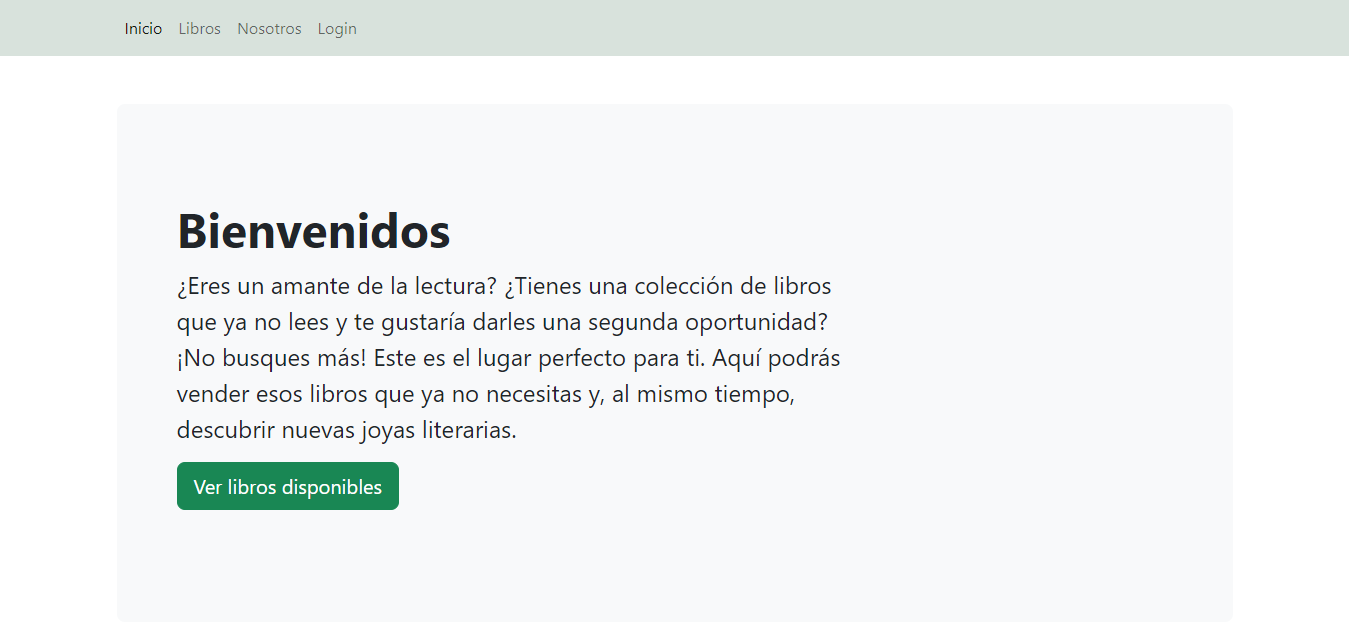 Inicio Libros Nosotros Login
Bienvenidos
¿Eres un amante de la lectura? ¿Tienes una colección de libros
que ya no lees y te gustaría darles una segunda oportunidad?
¡No busques más! Este es el lugar perfecto para ti. Aquí podrás
vender esos libros que ya no necesitas y, al mismo tiempo,
descubrir nuevas joyas literarias.
Ver libros disponibles